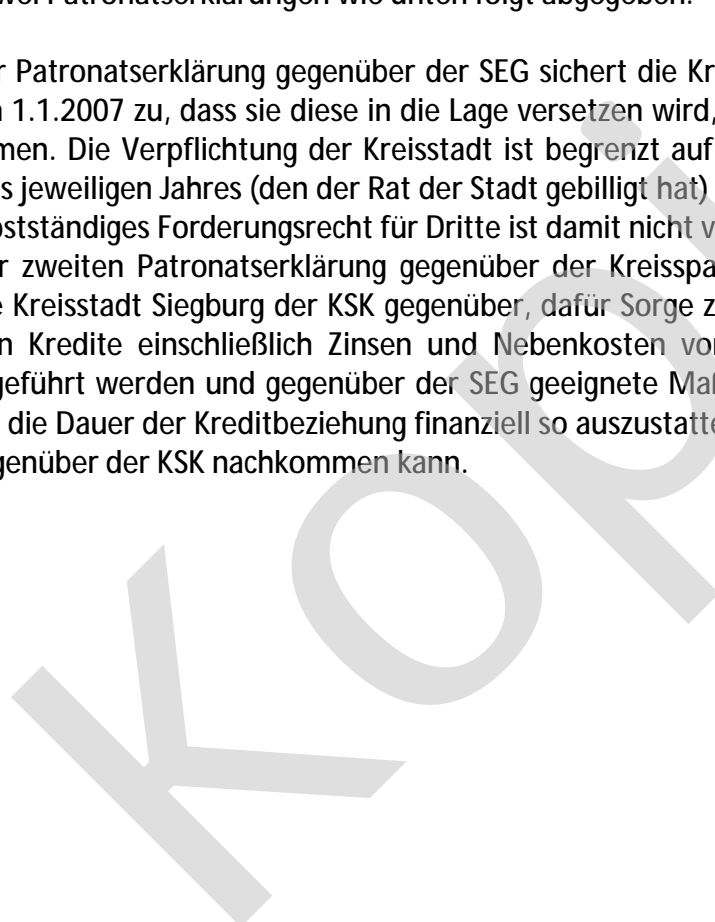 Patronatserklärungen wie unten folgt abgegeben.
Patronatserklärung gegenüber der SEG sichert die Kr
1.1.2007 zu, dass sie diese in die Lage versetzen wird,
men. Die Verpflichtung der Kreisstadt ist begrenzt auf
s jeweiligen Jahres (den der Rat der Stadt gebilligt hat)
ostständiges Forderungsrecht für Dritte ist damit nicht v
r zweiten Patronatserklärung gegenüber der Kreisspa
e Kreisstadt Siegburg der KSK gegenüber, dafür Sorge z
n Kredite einschließlich Zinsen und Nebenkosten vor
geführt werden und gegenüber der SEG geeignete Maß
die Dauer der Kreditbeziehung finanziell so auszustatte
genüber der KSK nachkommen kann.
Kopi